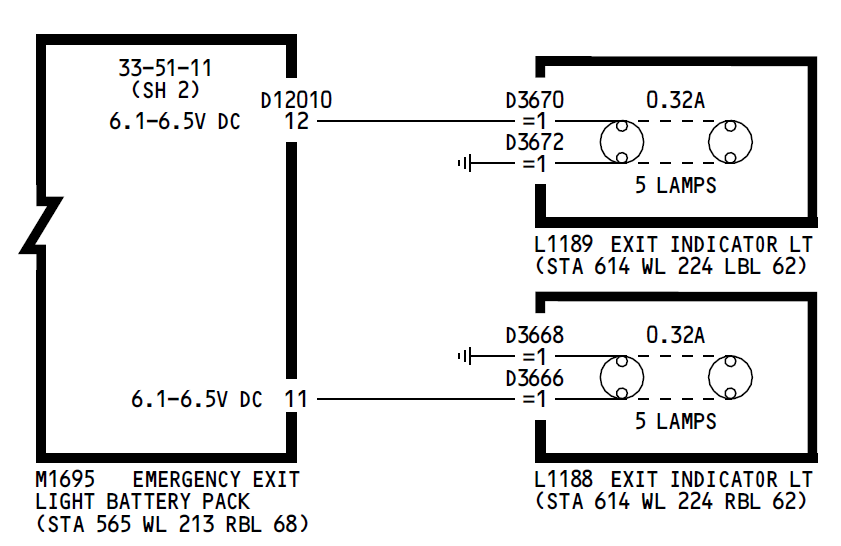 33-51-11
(SH 2)
6.1-6.5V DC
D12010
12
D3670
=1
D3672
=1
0.32A
5 LAMPS
L1189 EXIT INDICATOR LT
(STA 614 WL 224 LBL 62)
D3668
=1
D3666
=1
0.32A
5 LAMPS
6.1-6.5V DC 11
M1695 EMERGENCY EXIT
LIGHT BATTERY PACK
(STA 565 WL 213 RBL 68)
L1188 EXIT INDICATOR LT
(STA 614 WL 224 RBL 62)